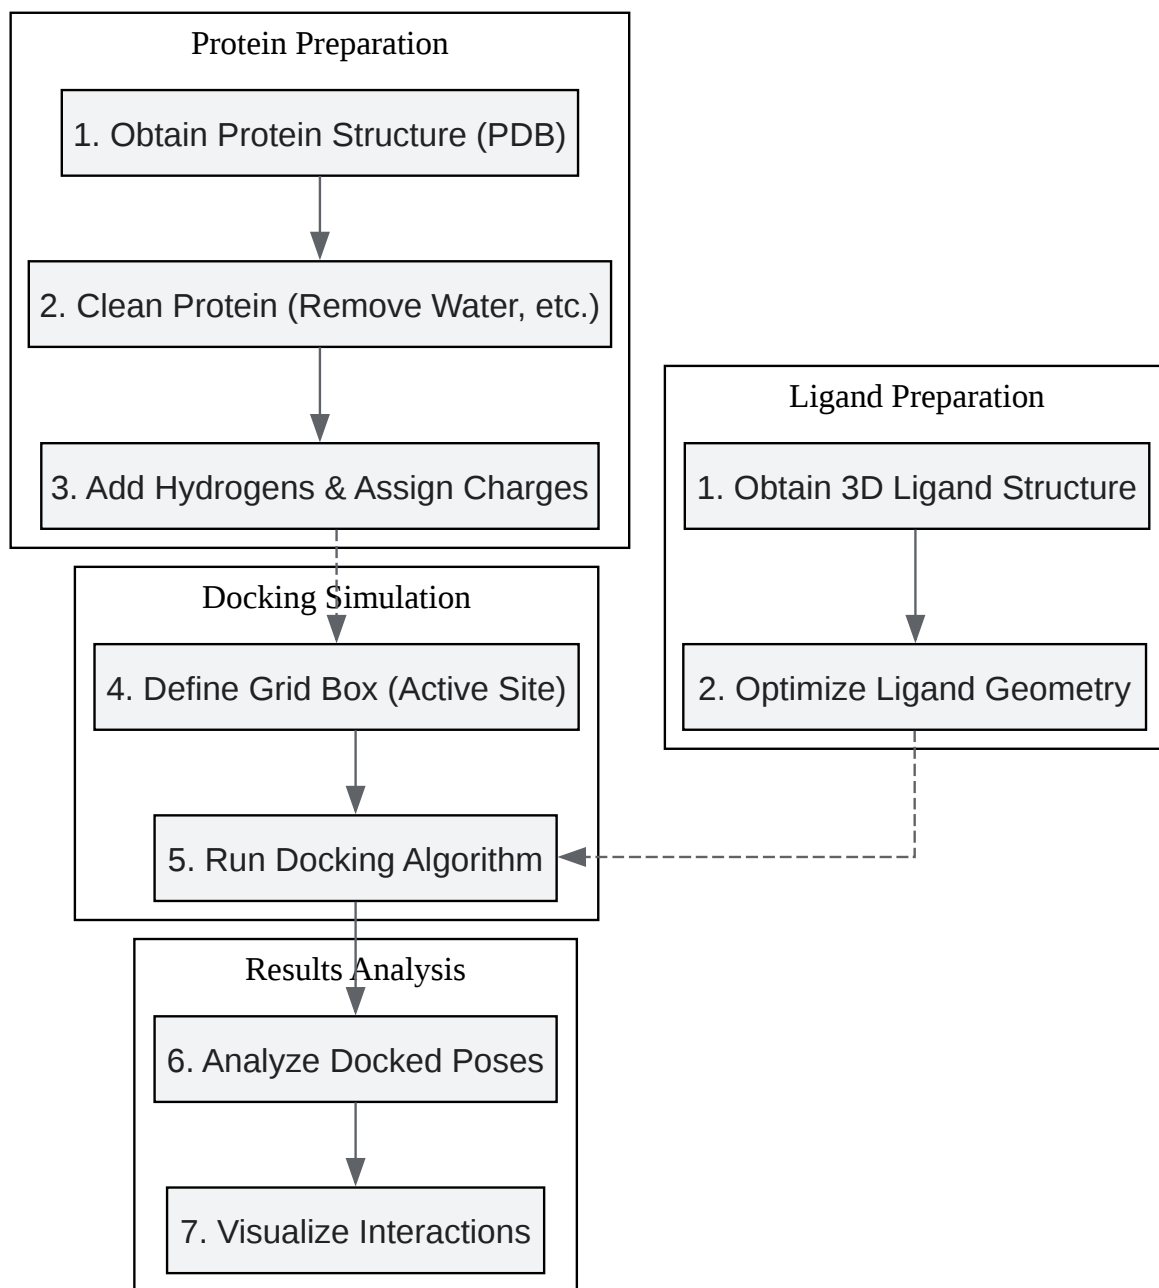 Protein Preparation
1. Obtain Protein Structure (PDB)
2. Clean Protein (Remove Water, etc.)
3. Add Hydrogens & Assign Charges
Ligand Preparation
1. Obtain 3D Ligand Structure
2. Optimize Ligand Geometry
Docking Simulation
4. Define Grid Box (Active Site)
5. Run Docking Algorithm
Results Analysis
6. Analyze Docked Poses
7. Visualize Interactions